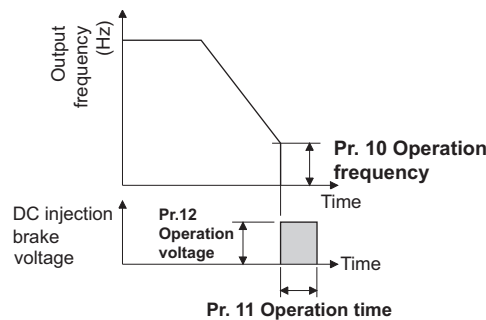 Output
frequency
(Hz)
Pr. 10 Operation
frequency
Time
DC injection
brake
voltage
Pr.12
Operation
voltage
Time
Pr. 11 Operation time